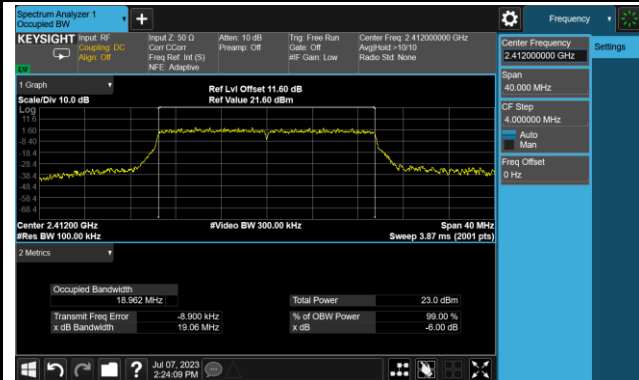 Spectrum Analyzer 1
Occupied BW
Frequency
KEYSIGHT
Input: RF
Coupling: DC
Align: Off
Input Z: 50 Ω
Corr CCorr
Freq Ref: Int (S)
NFE: Adaptive
Atten: 10 dB
Preamp: Off
Trig: Free Run
Gate: Off
#IF Gain: Low
Center Freq: 2.412000000 GHz
Avg|Hold:>10/10
Radio Std: None
Center Frequency
2.412000000 GHz
Settings
Span
40.000 MHz
CF Step
4.000000 MHz
Auto
Man
Freq Offset
0 Hz
1 Graph
Scale/Div 10.0 dB
Ref Lvl Offset 11.60 dB
Ref Value 21.60 dBm
Log
11.6
1.60
-8.40
-18.4
-28.4
-38.4
-48.4
-58.4
-68.4
Center 2.41200 GHz
#Video BW 300.00 kHz
Span 40 MHz
#Res BW 100.00 kHz
Sweep 3.87 ms (2001 pts)
2 Metrics
Occupied Bandwidth
18.962 MHz
Total Power 23.0 dBm
Transmit Freq Error -8.900 kHz
% of OBW Power 99.00 %
x dB Bandwidth 19.06 MHz
x dB -6.00 dB
Jul 07, 2023
2:24:09 PM